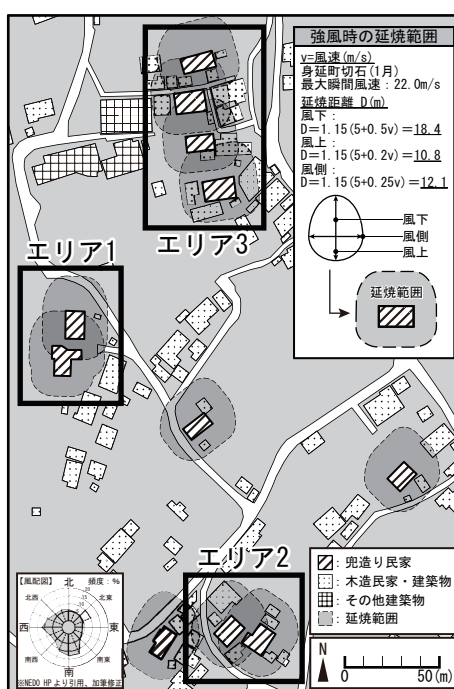 強風時の延焼範囲
v=風速(m/s)
身延町切石(1月)
最大瞬間風速：22.0m/s
延焼距離 D(m)
風下：
D=1.15(5+0.5v)=18.4
風上：
D=1.15(5+0.2v)=10.8
風側：
D=1.15(5+0.25v)=12.1
風下
風側
風上
延焼範囲
エリア3
エリア1
エリア2
：兜造り民家
：木造民家・建築物
：その他建築物
：延焼範囲
N
0 50(m)
【風配図】 北 頻度：%
北西 北東
西 東
南西 南東
南
※NEDO HPより引用、加筆修正